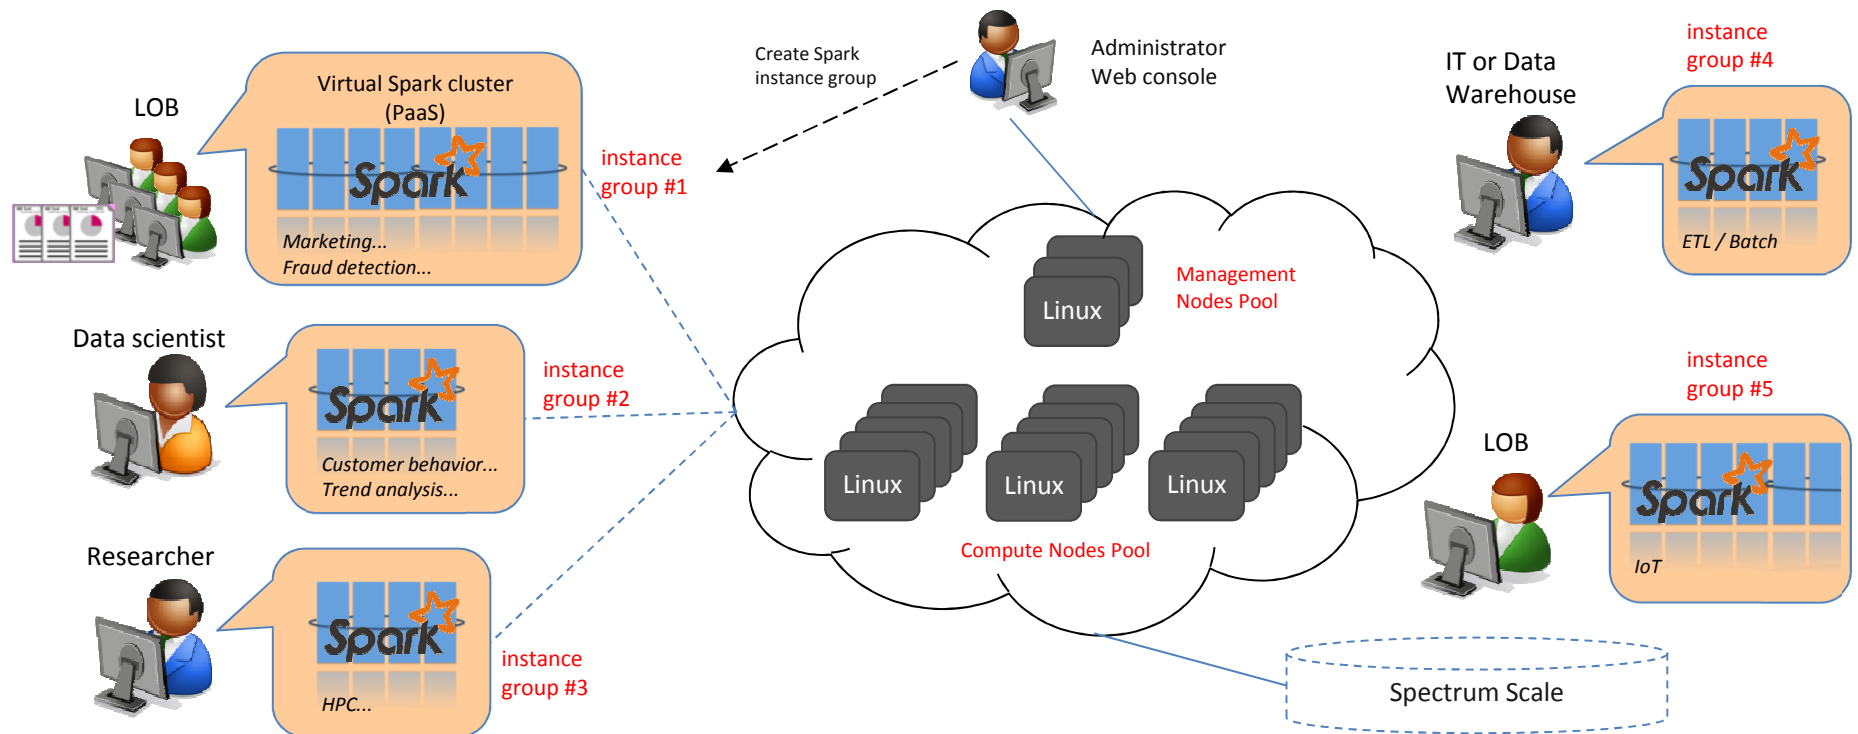 LOB
Virtual Spark cluster
(PaaS)
Spark
Marketing...
Fraud detection...
instance
group #1
Create Spark
instance group
Administrator
Web console
IT or Data
Warehouse
instance
group #4
Spark
ETL / Batch
Data scientist
Spark
Customer behavior...
Trend analysis...
instance
group #2
Linux
Management
Nodes Pool
Linux
Linux
Linux
Compute Nodes Pool
instance
group #5
LOB
Spark
IoT
Researcher
Spark
HPC...
instance
group #3
Spectrum Scale